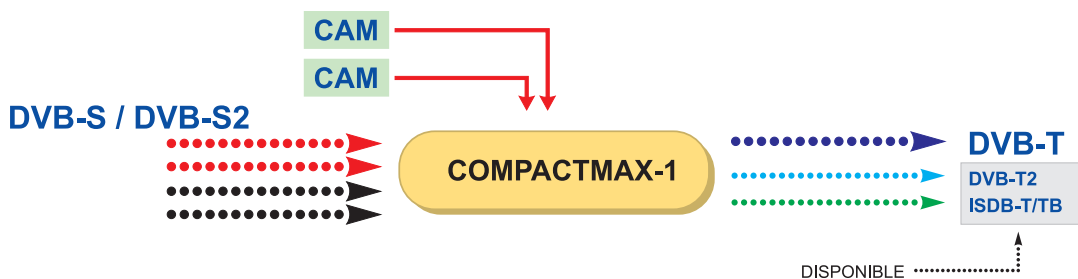 CAM
CAM
DVB-S / DVB-S2
COMPACTMAX-1
DVB-T
DVB-T2
ISDB-T/TB
DISPONIBLE